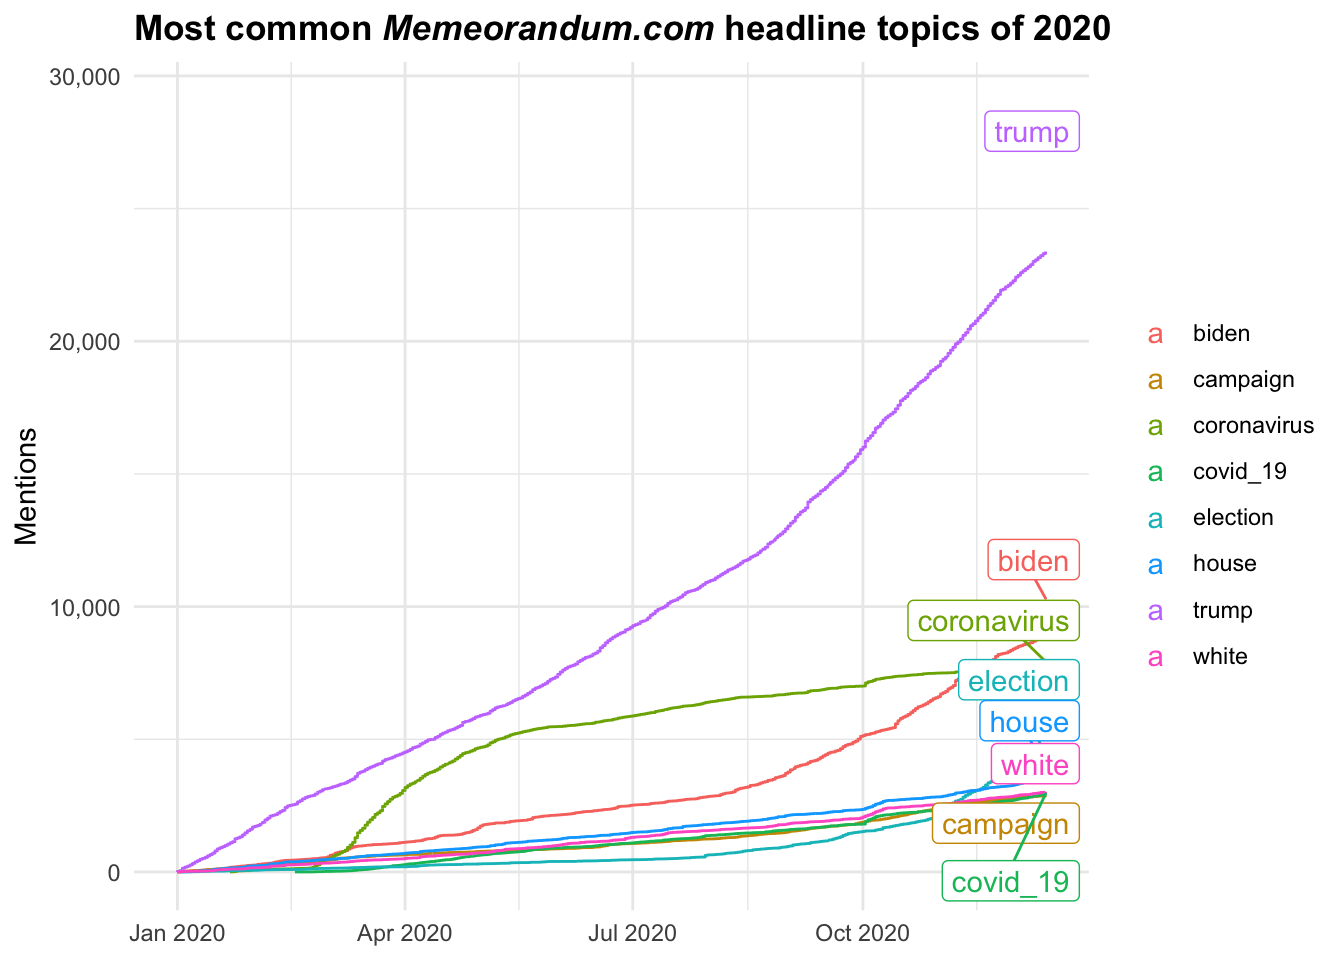 Most common Memeorandum.com headline topics of 2020
30,000
20,000
10,000
0
Mentions
Jan 2020
Apr 2020
Jul 2020
Oct 2020
trump
biden
coronavirus
election
house
white
campaign
covid_19
a biden
a campaign
a coronavirus
a covid_19
a election
a house
a trump
a white